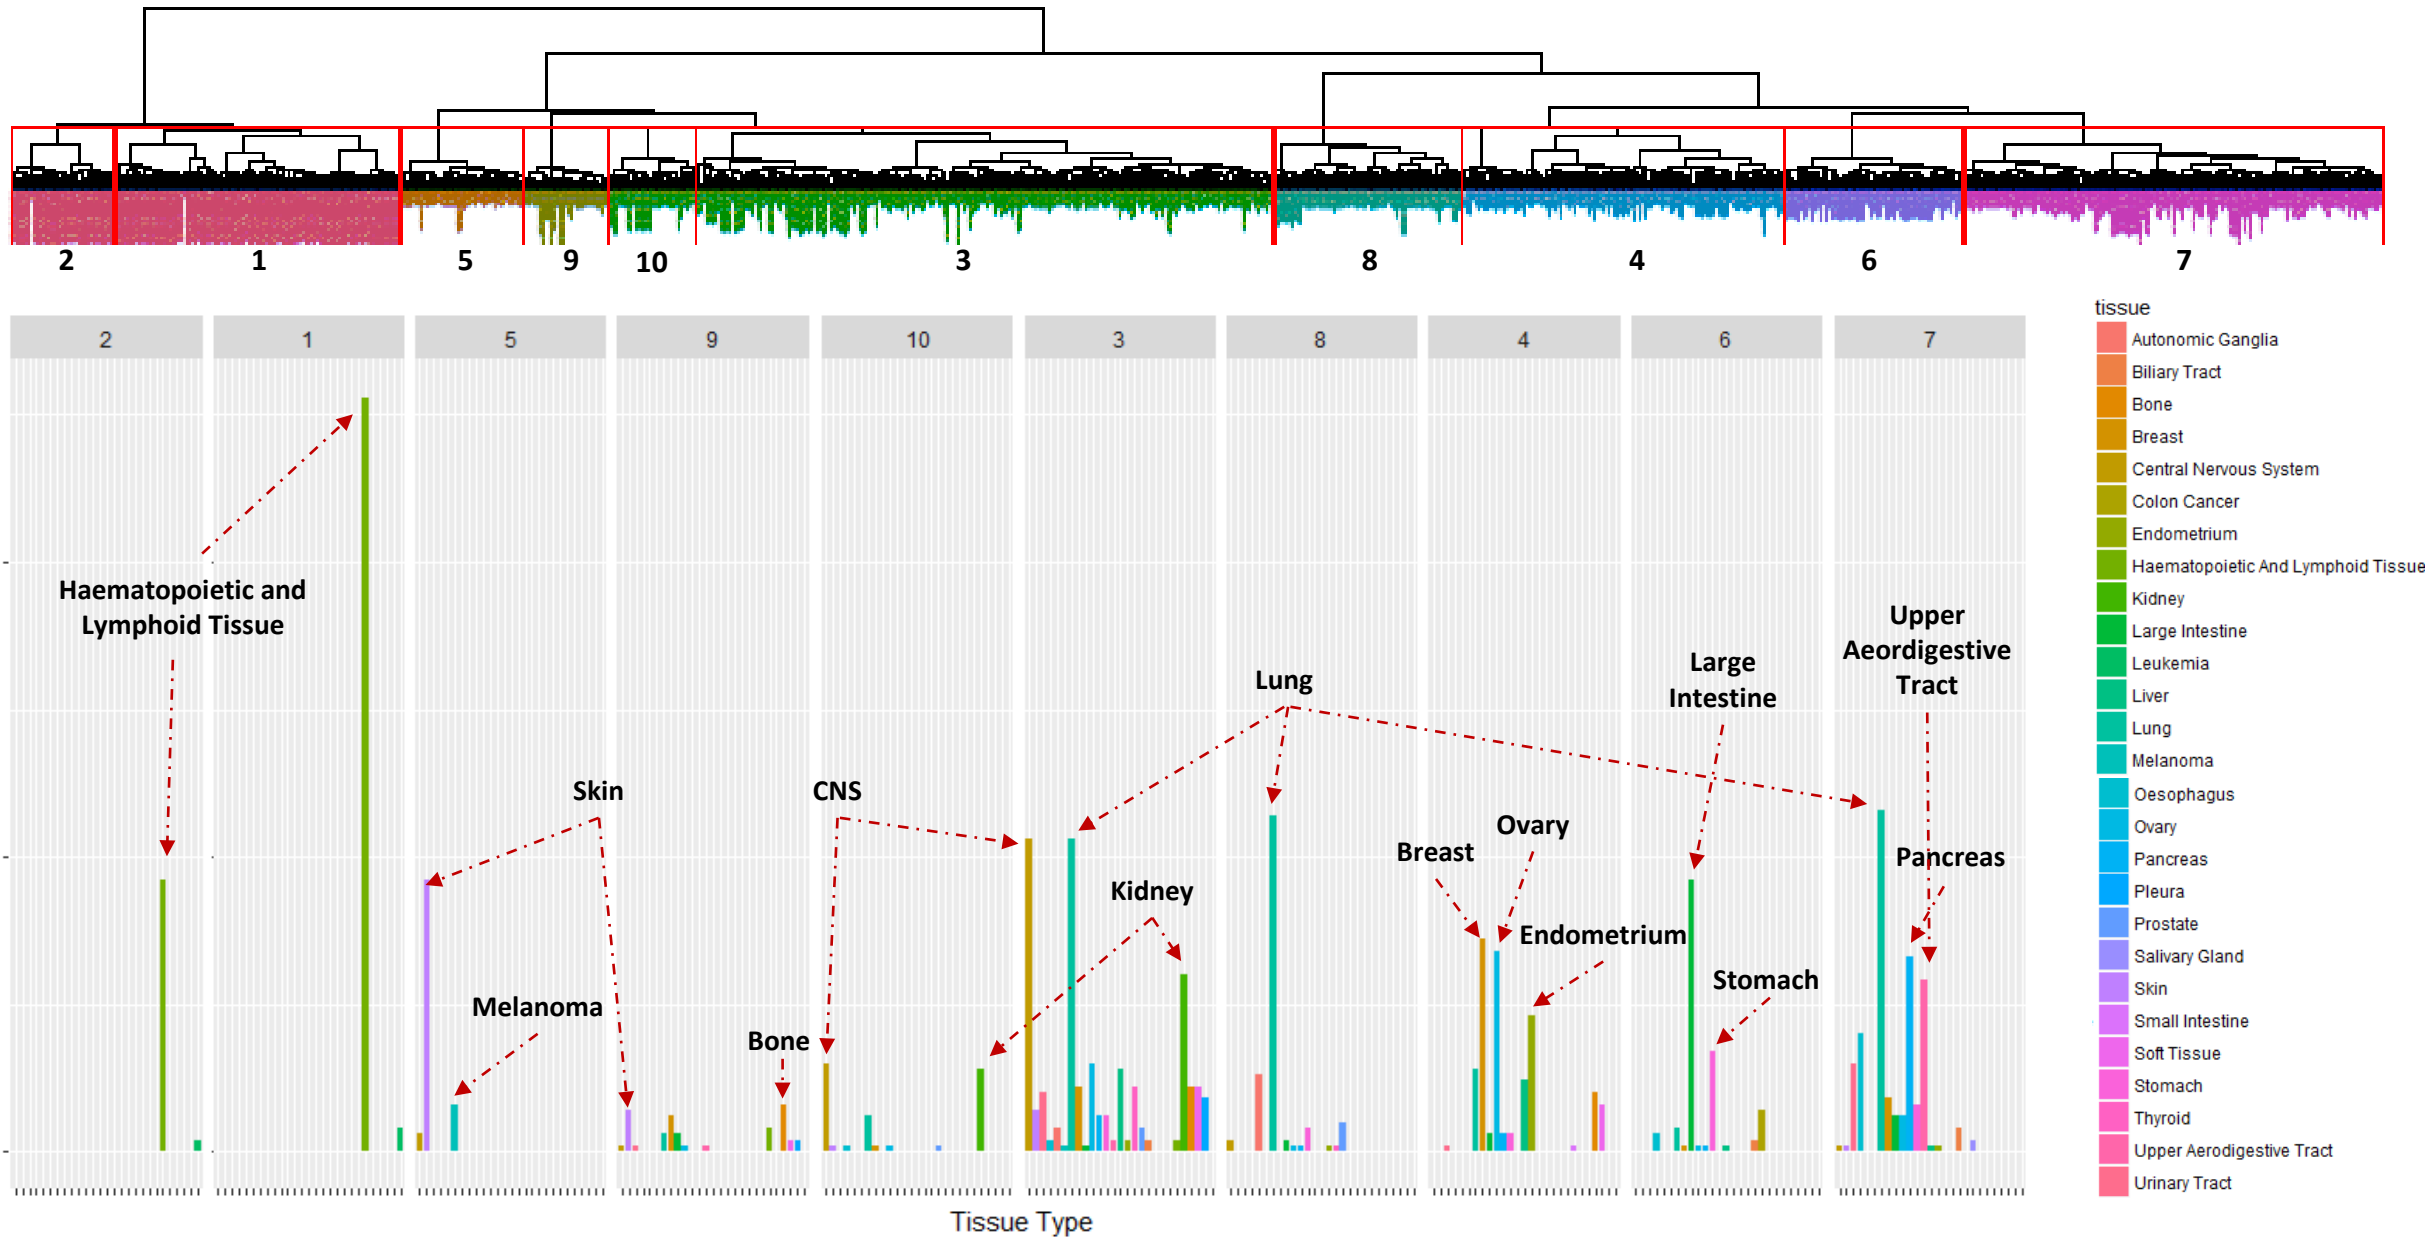 2 1 5 9 10 3 8 4 6 7
2 1 5 9 10 3 8 4 6 7
Haematopoietic and
Lymphoid Tissue
Skin
Melanoma
Bone
CNS
Kidney
Lung
Breast
Ovary
Endometrium
Large
Intestine
Stomach
Upper
Aeordigestive
Tract
Pancreas
Tissue Type
tissue
Autonomic Ganglia
Biliary Tract
Bone
Breast
Central Nervous System
Colon Cancer
Endometrium
Haematopoietic And Lymphoid Tissue
Kidney
Large Intestine
Leukemia
Liver
Lung
Melanoma
Oesophagus
Ovary
Pancreas
Pleura
Prostate
Salivary Gland
Skin
Small Intestine
Soft Tissue
Stomach
Thyroid
Upper Aerodigestive Tract
Urinary Tract